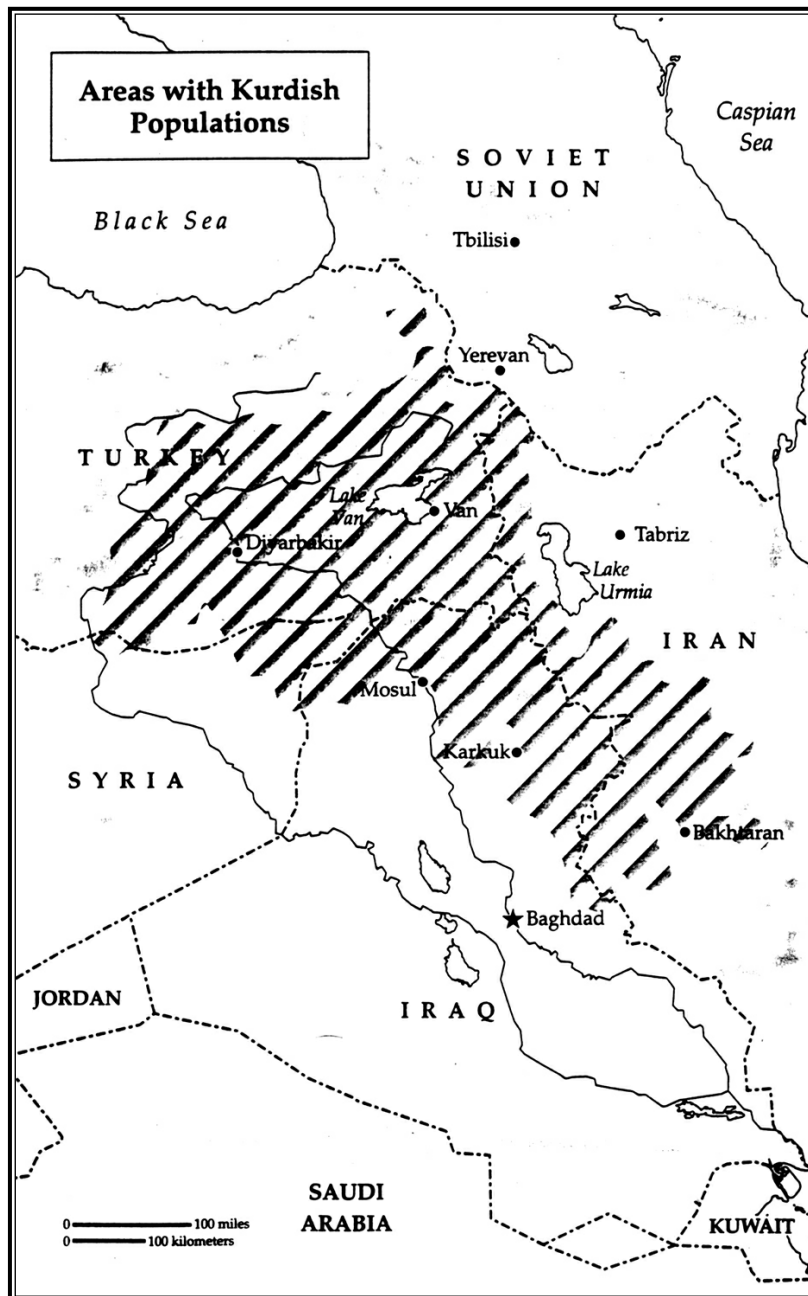 Areas with Kurdish
Populations
Caspian
Sea
SOVIET
UNION
Black Sea
Tbilisi
Yerevan
TURKEY
Lake
Van
Van
Diyarbakir
Tabriz
Lake
Urmia
IRAN
Mosul
Karkuk
SYRIA
Bakhtaran
Baghdad
JORDAN
IRAQ
SAUDI
ARABIA
KUWAIT
0 100 miles
0 100 kilometers